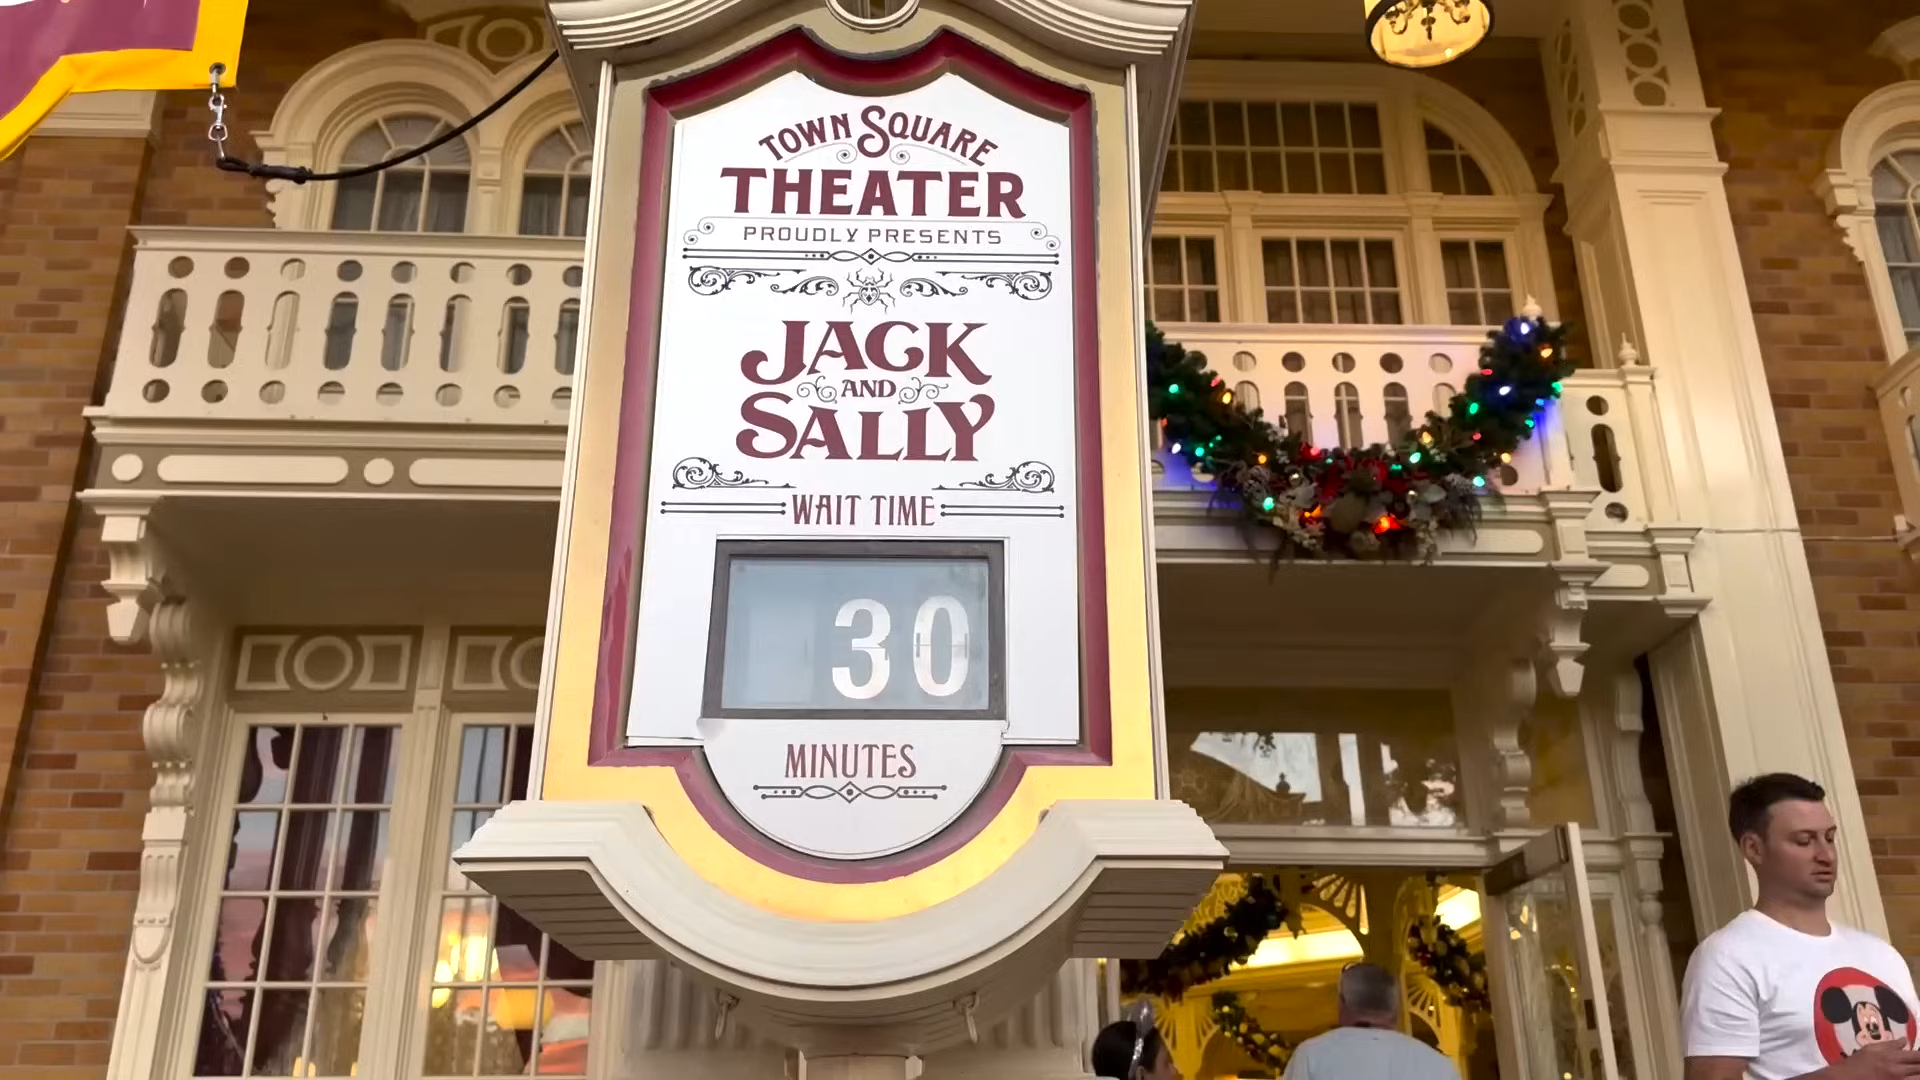 TOWN SQUARE
THEATER
PROUDLY PRESENTS
JACK
AND
SALLY
WAIT TIME
30
MINUTES